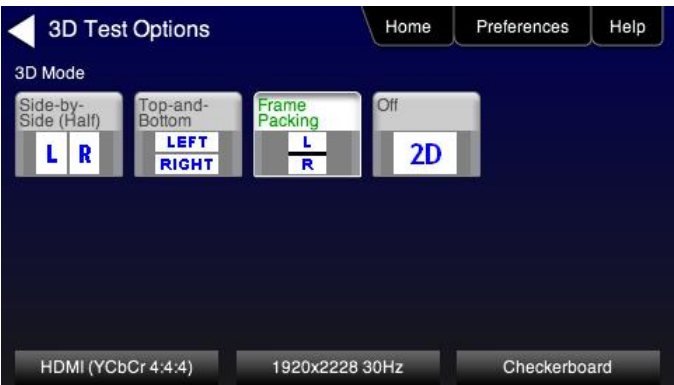 3D Test Options
Home
Preferences
Help
3D Mode
Side-by-
Side (Half)
Top-and-
Bottom
Frame
Packing
Off
L R
LEFT
RIGHT
L
R
2D
HDMI (YCbCr 4:4:4)
1920x2228 30Hz
Checkerboard